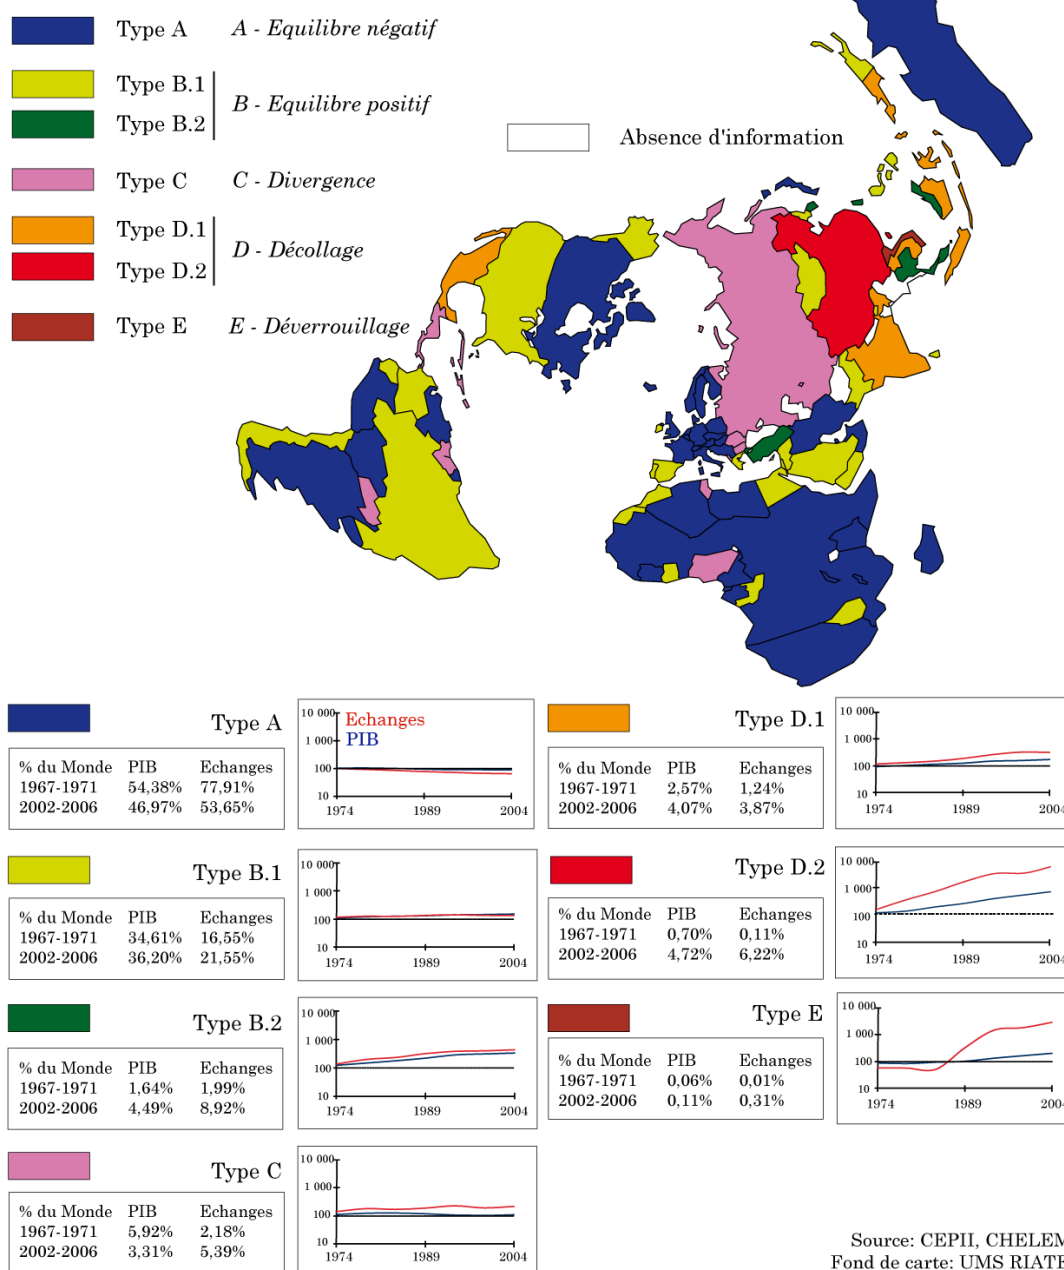 Type A A - Equilibre négatif
Type B.1
B - Equilibre positif
Type B.2
Absence d'information
Type C C - Divergence
Type D.1
D - Décollage
Type D.2
Type E E - Déverrouillage
Type A
% du Monde PIB Echanges
1967-1971 54,38% 77,91%
2002-2006 46,97% 53,65%
10 000
1 000
100
10
Echanges
PIB
1974 1989 2004
Type D.1
% du Monde PIB Echanges
1967-1971 2,57% 1,24%
2002-2006 4,07% 3,87%
10 000
1 000
100
10
1974 1989 2004
Type B.1
% du Monde PIB Echanges
1967-1971 34,61% 16,55%
2002-2006 36,20% 21,55%
10 000
1 000
100
10
1974 1989 2004
Type D.2
% du Monde PIB Echanges
1967-1971 0,70% 0,11%
2002-2006 4,72% 6,22%
10 000
1 000
100
10
1974 1989 2004
Type B.2
% du Monde PIB Echanges
1967-1971 1,64% 1,99%
2002-2006 4,49% 8,92%
10 000
1 000
100
10
1974 1989 2004
Type E
% du Monde PIB Echanges
1967-1971 0,06% 0,01%
2002-2006 0,11% 0,31%
10 000
1 000
100
10
1974 1989 2004
Type C
% du Monde PIB Echanges
1967-1971 5,92% 2,18%
2002-2006 3,31% 5,39%
10 000
1 000
100
10
1974 1989 2004
Source: CEPII, CHELEM
Fond de carte: UMS RIATE